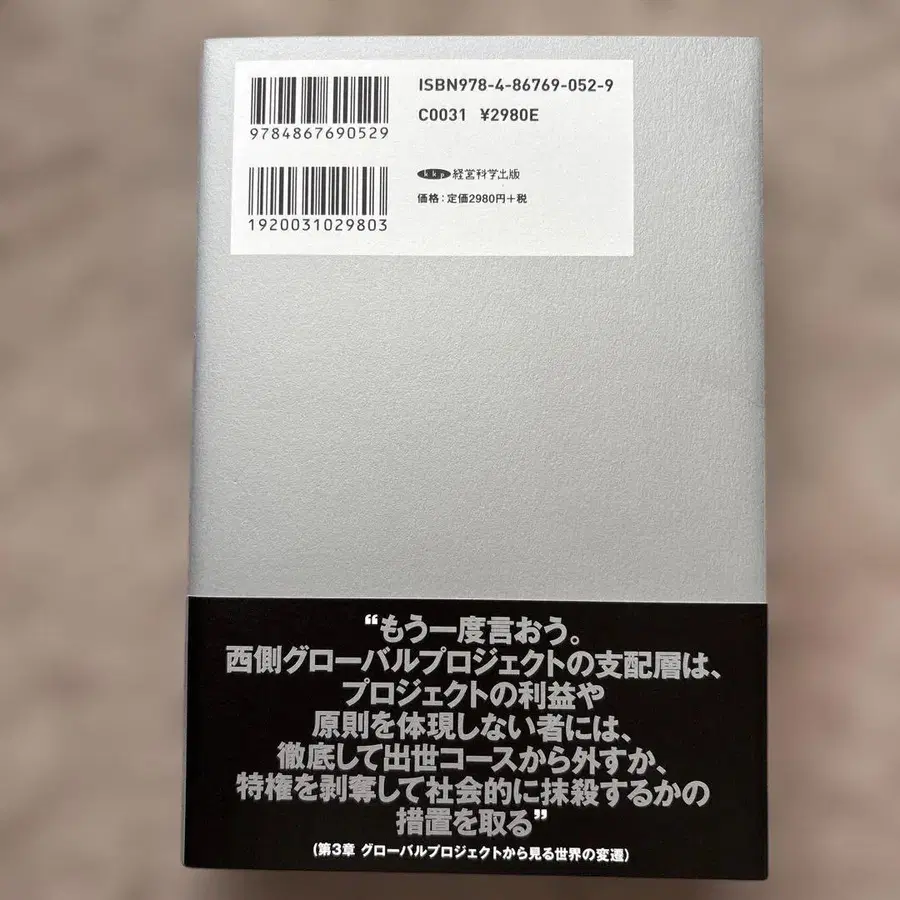 ISBN978-4-86769-052-9
9784867690529
C0031 ¥2980E
kkp 経営科学出版
価格：定価2980円＋税
1920031029803
“もう一度言おう。
西側グローバルプロジェクトの支配層は、
プロジェクトの利益や
原則を体現しない者には、
徹底して出世コースから外すか、
特権を剥奪して社会的に抹殺するかの
措置を取る”
(第3章 グローバルプロジェクトから見る世界の変遷)